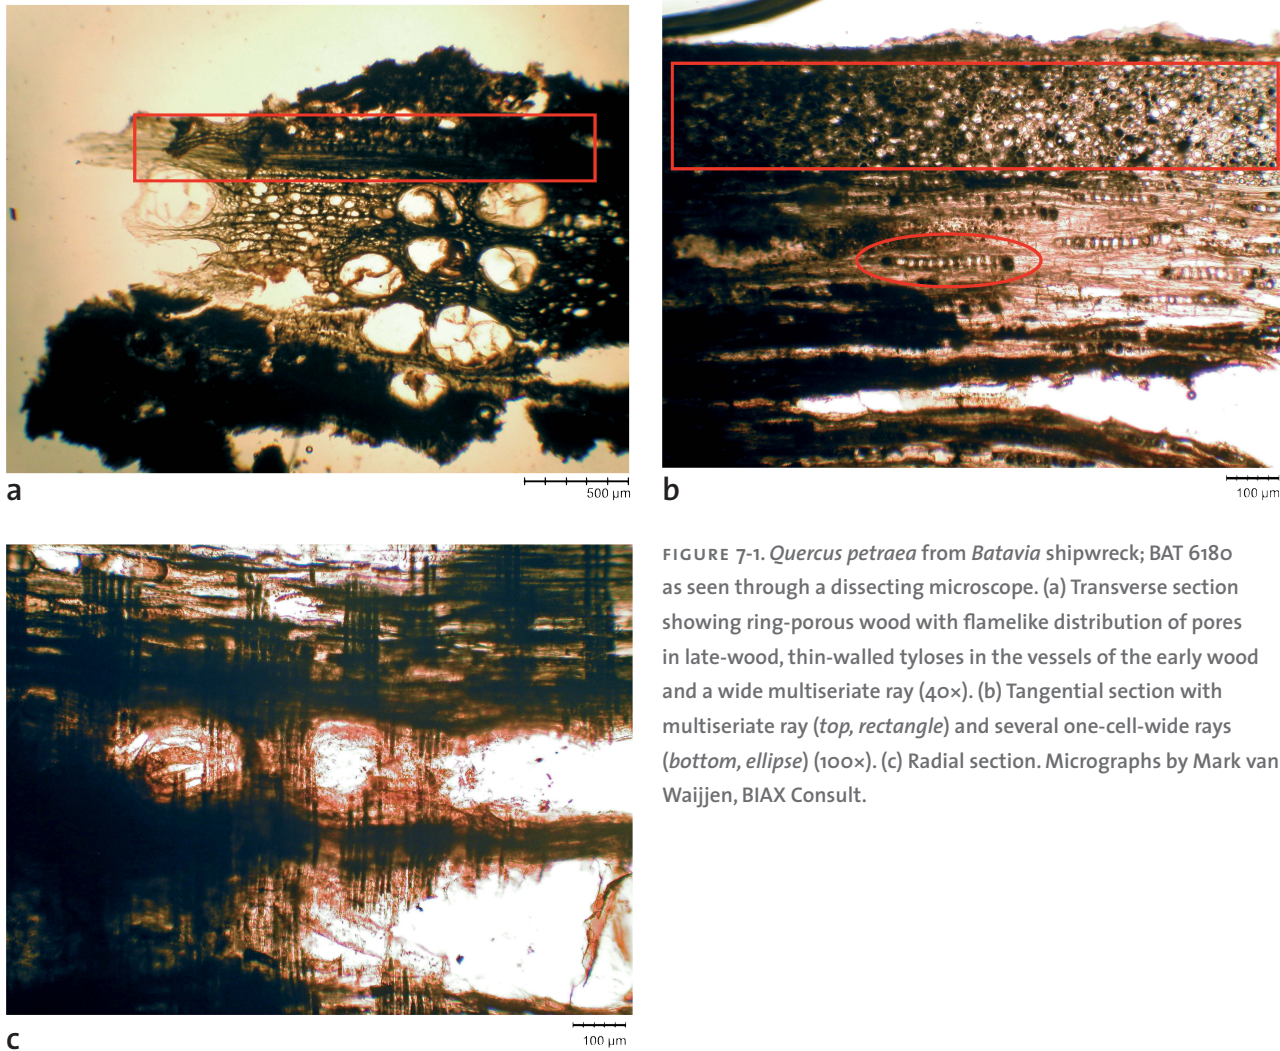 a
500 µm
b
100 µm
c
100 µm
FIGURE 7-1. Quercus petraea from Batavia shipwreck; BAT 6180
as seen through a dissecting microscope. (a) Transverse section
showing ring-porous wood with flamelike distribution of pores
in late-wood, thin-walled tyloses in the vessels of the early wood
and a wide multiseriate ray (40×). (b) Tangential section with
multiseriate ray (top, rectangle) and several one-cell-wide rays
(bottom, ellipse) (100×). (c) Radial section. Micrographs by Mark van
Waijjen, BIAX Consult.